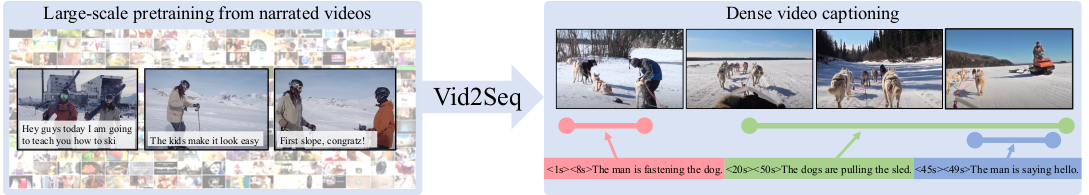 Large-scale pretraining from narrated videos
Hey guys today I am going
to teach you how to ski
The kids make it look easy
First slope, congratz!
Vid2Seq
Dense video captioning
<1s><8s>The man is fastening the dog. <20s><50s>The dogs are pulling the sled. <45s><49s>The man is saying hello.